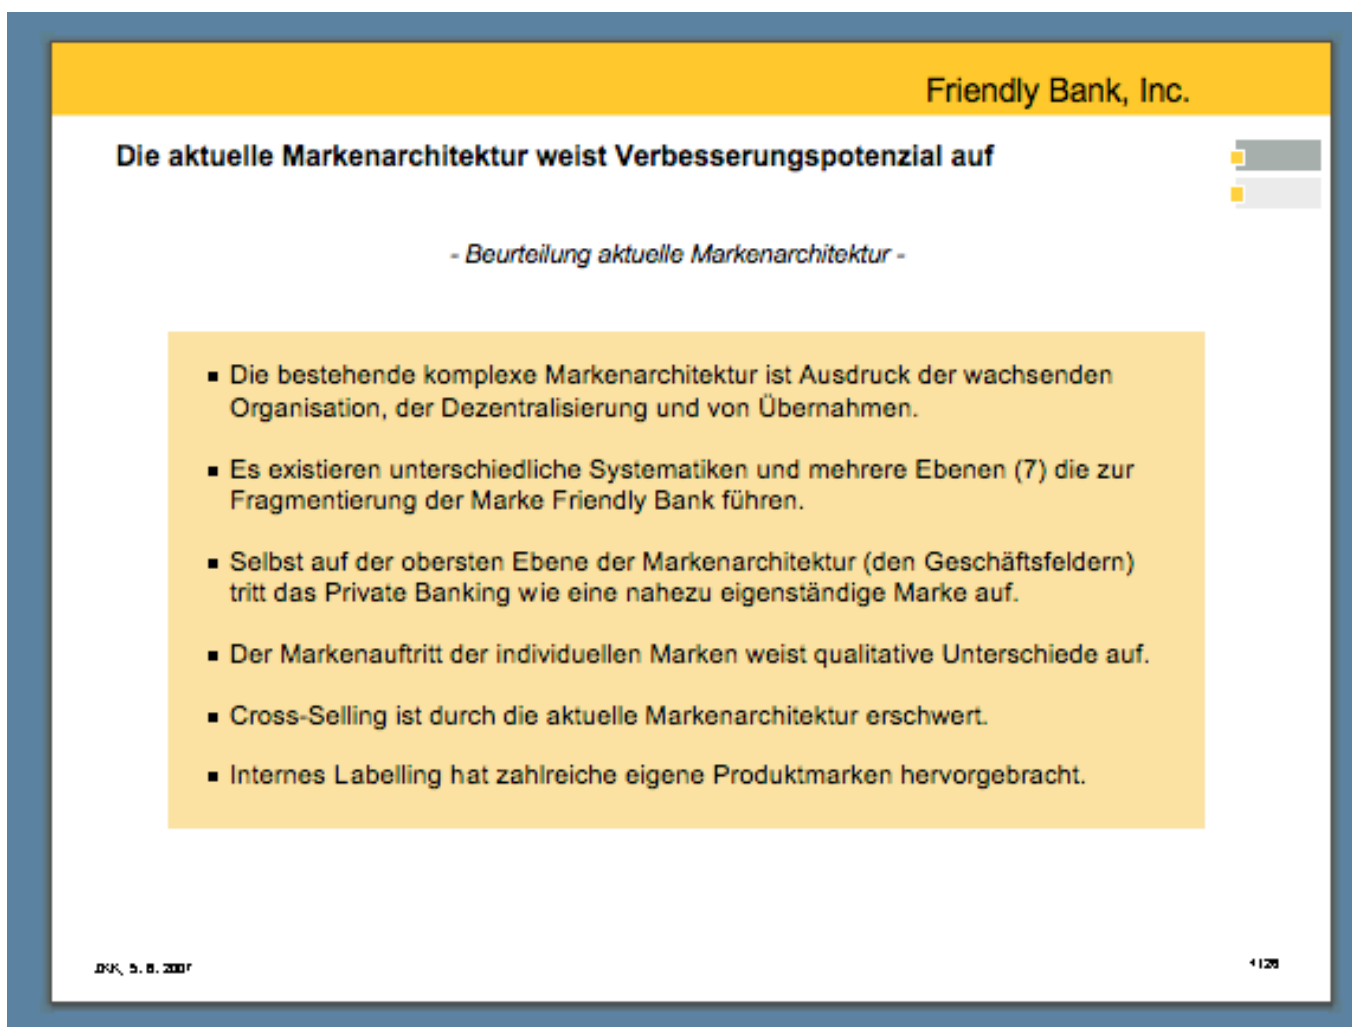 Friendly Bank, Inc.
Die aktuelle Markenarchitektur weist Verbesserungspotenzial auf
- Beurteilung aktuelle Markenarchitektur -
▪ Die bestehende komplexe Markenarchitektur ist Ausdruck der wachsenden
Organisation, der Dezentralisierung und von Übernahmen.
▪ Es existieren unterschiedliche Systematiken und mehrere Ebenen (7) die zur
Fragmentierung der Marke Friendly Bank führen.
▪ Selbst auf der obersten Ebene der Markenarchitektur (den Geschäftsfeldern)
tritt das Private Banking wie eine nahezu eigenständige Marke auf.
▪ Der Markenauftritt der individuellen Marken weist qualitative Unterschiede auf.
▪ Cross-Selling ist durch die aktuelle Markenarchitektur erschwert.
▪ Internes Labelling hat zahlreiche eigene Produktmarken hervorgebracht.